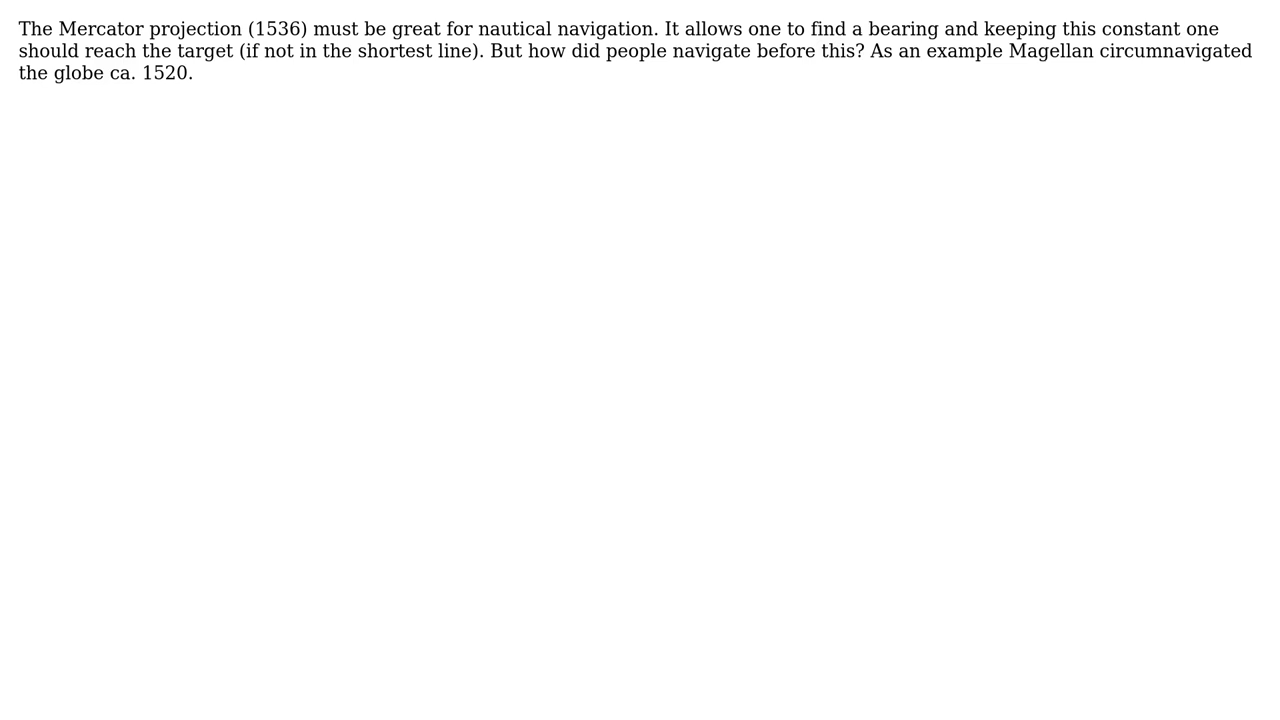 The Mercator projection (1536) must be great for nautical navigation. It allows one to find a bearing and keeping this constant one
should reach the target (if not in the shortest line). But how did people navigate before this? As an example Magellan circumnavigated
the globe ca. 1520.